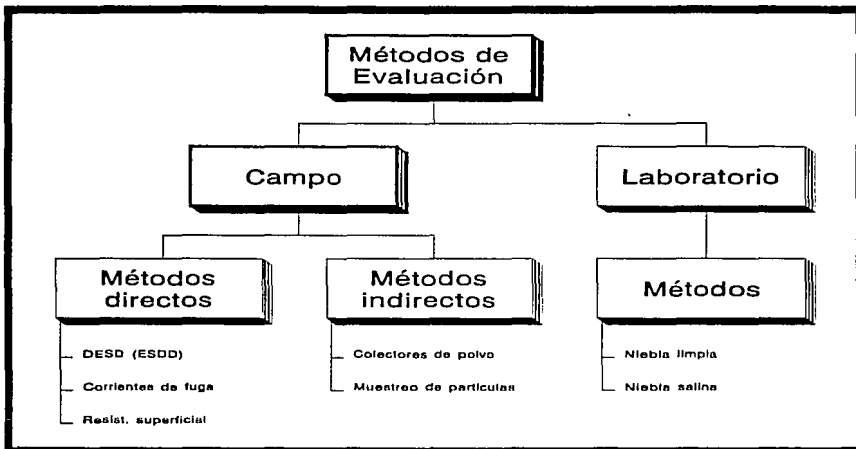 Métodos de
Evaluación
Campo
Laboratorio
Métodos
directos
Métodos
indirectos
Métodos
DESD (ESDD)
Corrientes de fuga
Resist. superficial
Colectores de polvo
Muestreo de partículas
Niebla limpia
Niebla salina